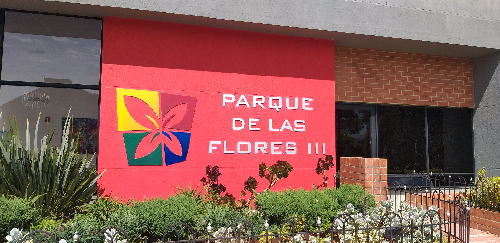 PARQUE
DE LAS
FLORES III